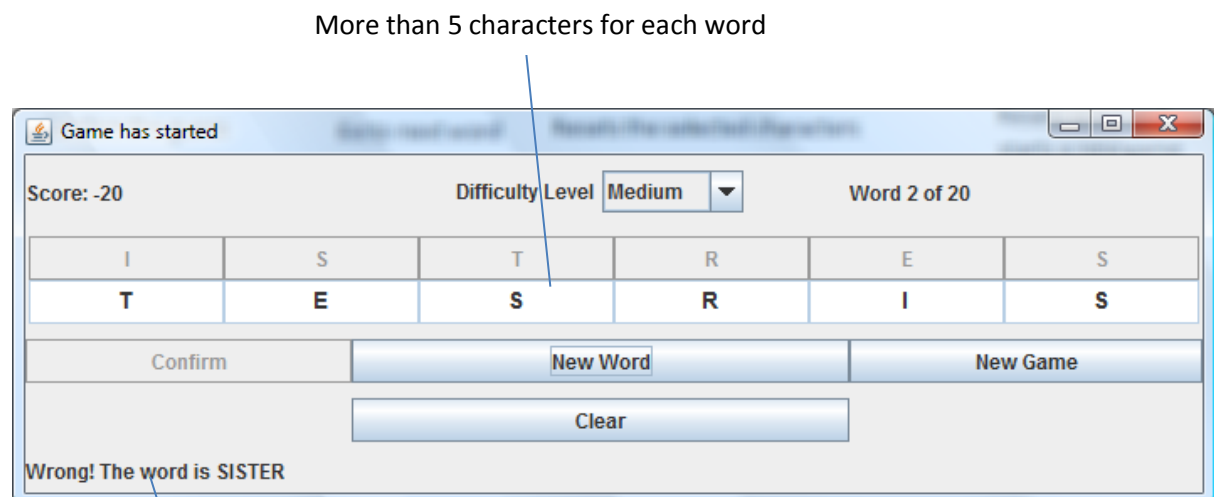 More than 5 characters for each word
Game has started
Score: -20 Difficulty Level Medium Word 2 of 20
I S T R E S
T E S R I S
Confirm New Word New Game
Clear
Wrong! The word is SISTER